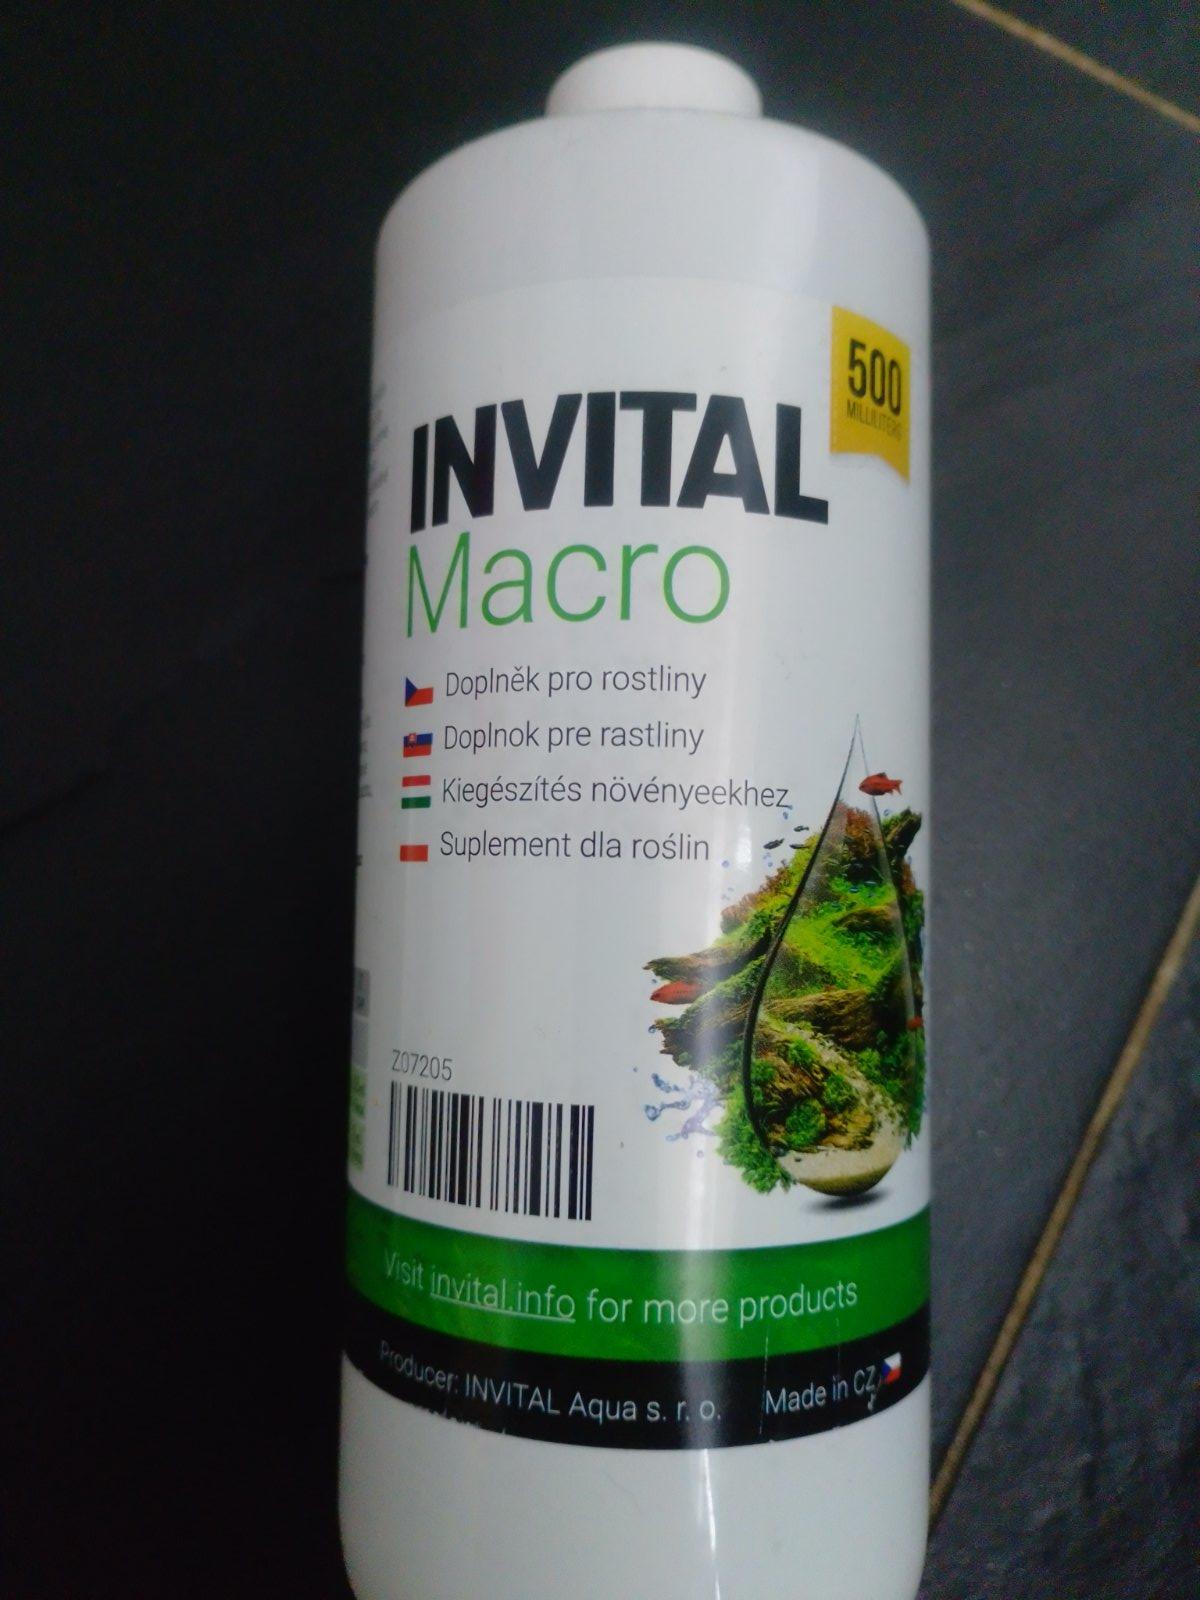 500
MILLILITERS
INVITAL
Macro
Doplněk pro rostliny
Doplnok pre rastliny
Kiegészítés növényeekhez
Suplement dla roślin
Z07205
Visit invital.info for more products
Producer: INVITAL Aqua s. r. o. Made in CZ